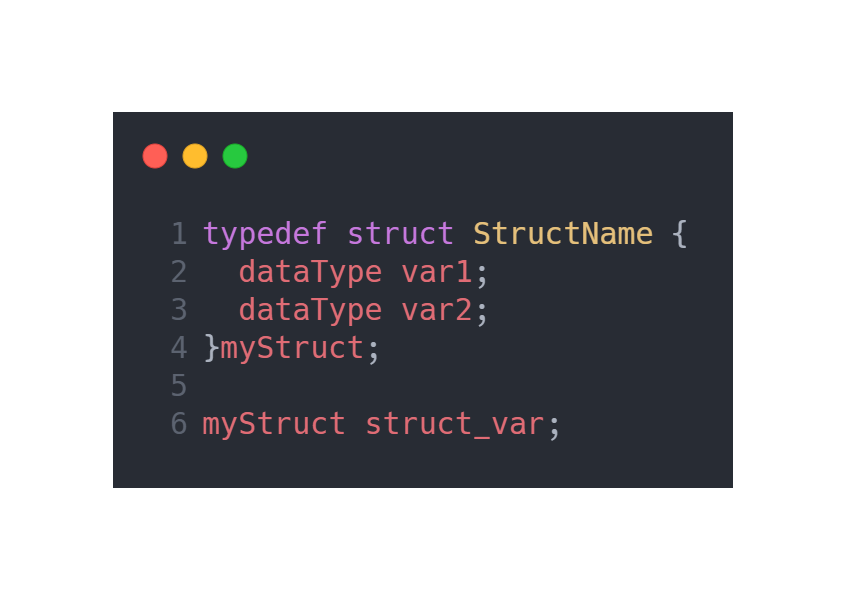 1 typedef struct StructName {
2   dataType var1;
3   dataType var2;
4 }myStruct;
5
6 myStruct struct_var;